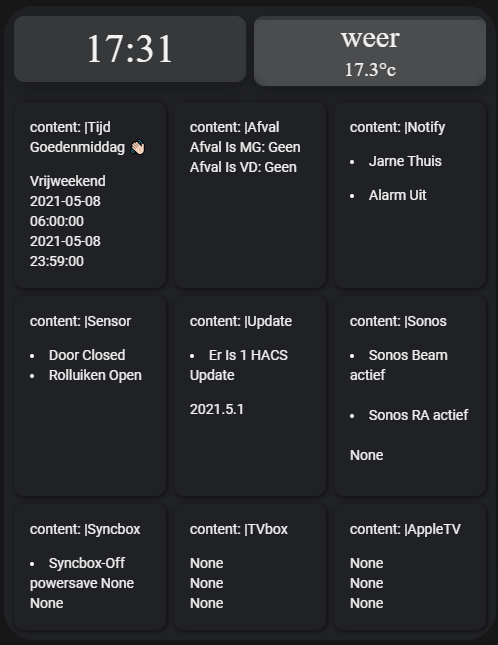 17:31
weer
17.3°c
content: |Tijd
Goedenmiddag 👋🏻
Vrijweekend
2021-05-08
06:00:00
2021-05-08
23:59:00
content: |Afval
Afval Is MG: Geen
Afval Is VD: Geen
content: |Notify
• Jarne Thuis
• Alarm Uit
content: |Sensor
• Door Closed
• Rolluiken Open
content: |Update
• Er Is 1 HACS
Update
2021.5.1
content: |Sonos
• Sonos Beam
actief
• Sonos RA actief
None
content: |Syncbox
• Syncbox-Off
powersave None
None
content: |TVbox
None
None
None
content: |AppleTV
None
None
None